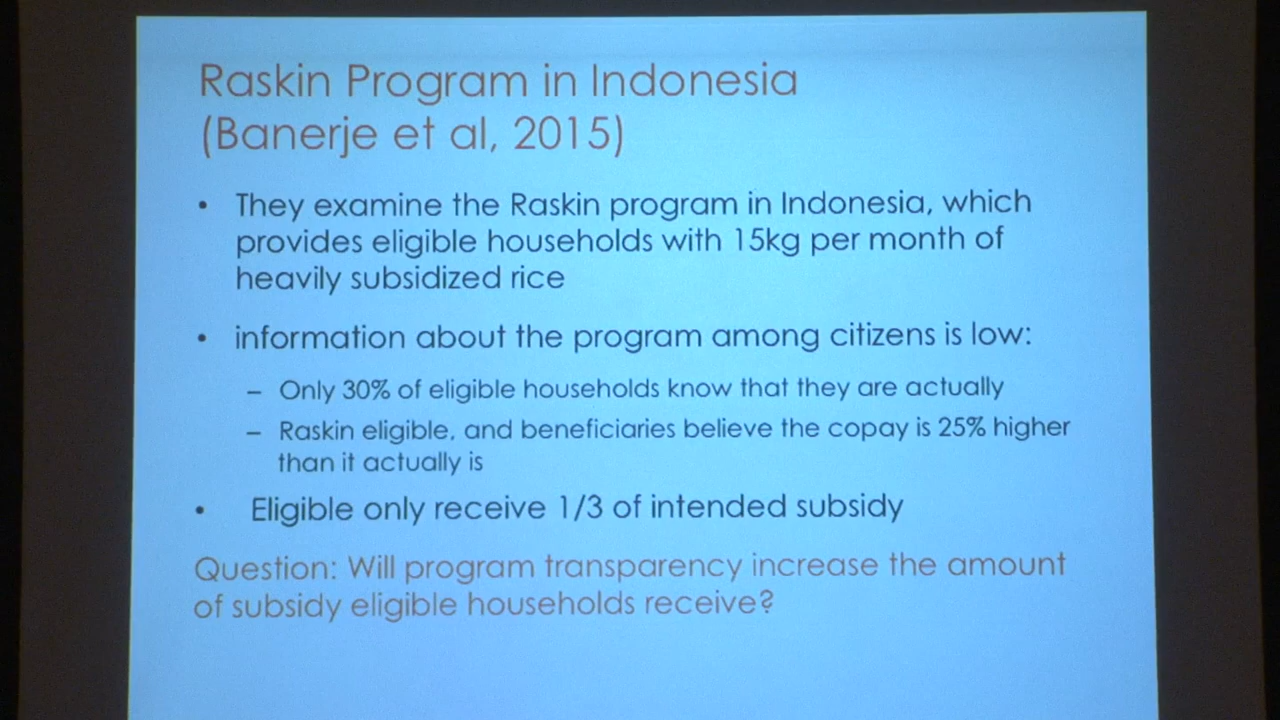 Raskin Program in Indonesia
(Banerje et al, 2015)
• They examine the Raskin program in Indonesia, which
provides eligible households with 15kg per month of
heavily subsidized rice
• information about the program among citizens is low:
– Only 30% of eligible households know that they are actually
– Raskin eligible, and beneficiaries believe the copay is 25% higher
than it actually is
• Eligible only receive 1/3 of intended subsidy
Question: Will program transparency increase the amount
of subsidy eligible households receive?